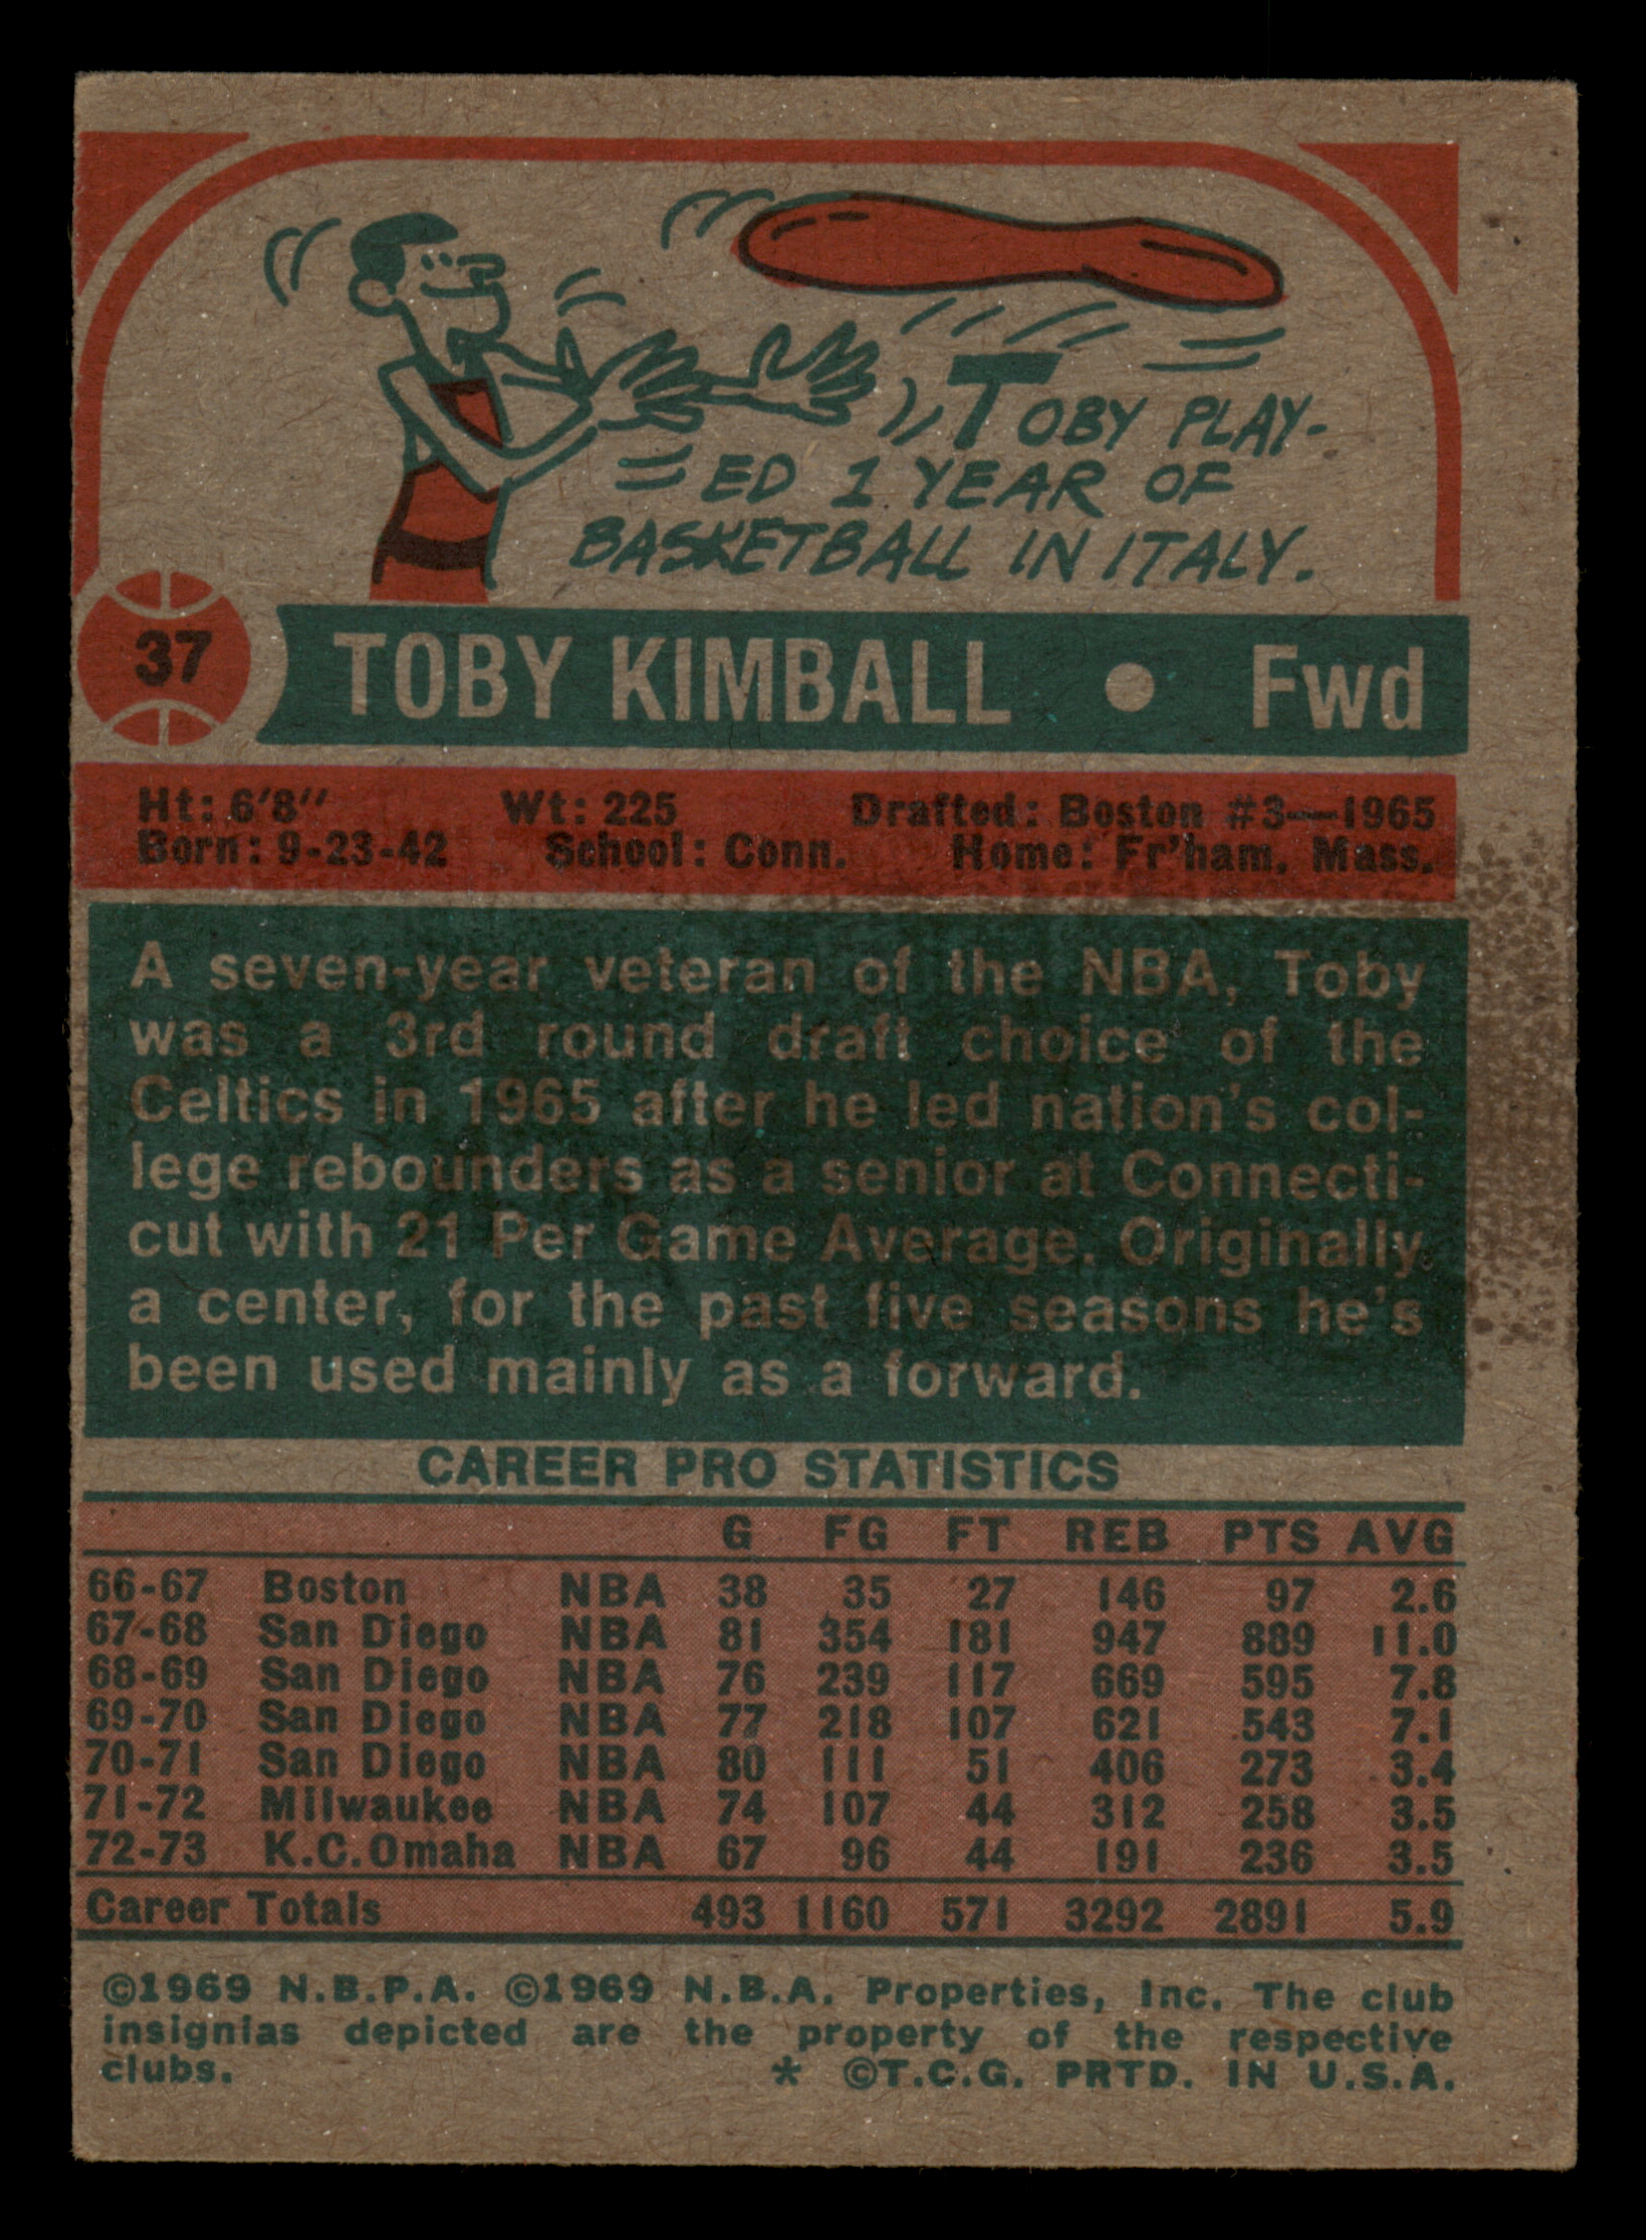 TOBY PLAY-
ED 1 YEAR OF
BASKETBALL IN ITALY.
37 TOBY KIMBALL • Fwd
Ht: 6'8" Wt: 225 Drafted: Boston #3—1965
Born: 9-23-42 School: Conn. Home: Fr'ham, Mass.
A seven-year veteran of the NBA, Toby
was a 3rd round draft choice of the
Celtics in 1965 after he led nation's col-
lege rebounders as a senior at Connecti-
cut with 21 Per Game Average. Originally
a center, for the past five seasons he's
been used mainly as a forward.
CAREER PRO STATISTICS
G FG FT REB PTS AVG
66-67 Boston NBA 38 35 27 146 97 2.6
67-68 San Diego NBA 81 354 181 947 889 11.0
68-69 San Diego NBA 76 239 117 669 595 7.8
69-70 San Diego NBA 77 218 107 621 543 7.1
70-71 San Diego NBA 80 111 51 406 273 3.4
71-72 Milwaukee NBA 74 107 44 312 258 3.5
72-73 K.C.Omaha NBA 67 96 44 191 236 3.5
Career Totals 493 1160 571 3292 2891 5.9
©1969 N.B.P.A. ©1969 N.B.A. Properties, Inc. The club
insignias depicted are the property of the respective
clubs. * ©T.C.G. PRTD. IN U.S.A.